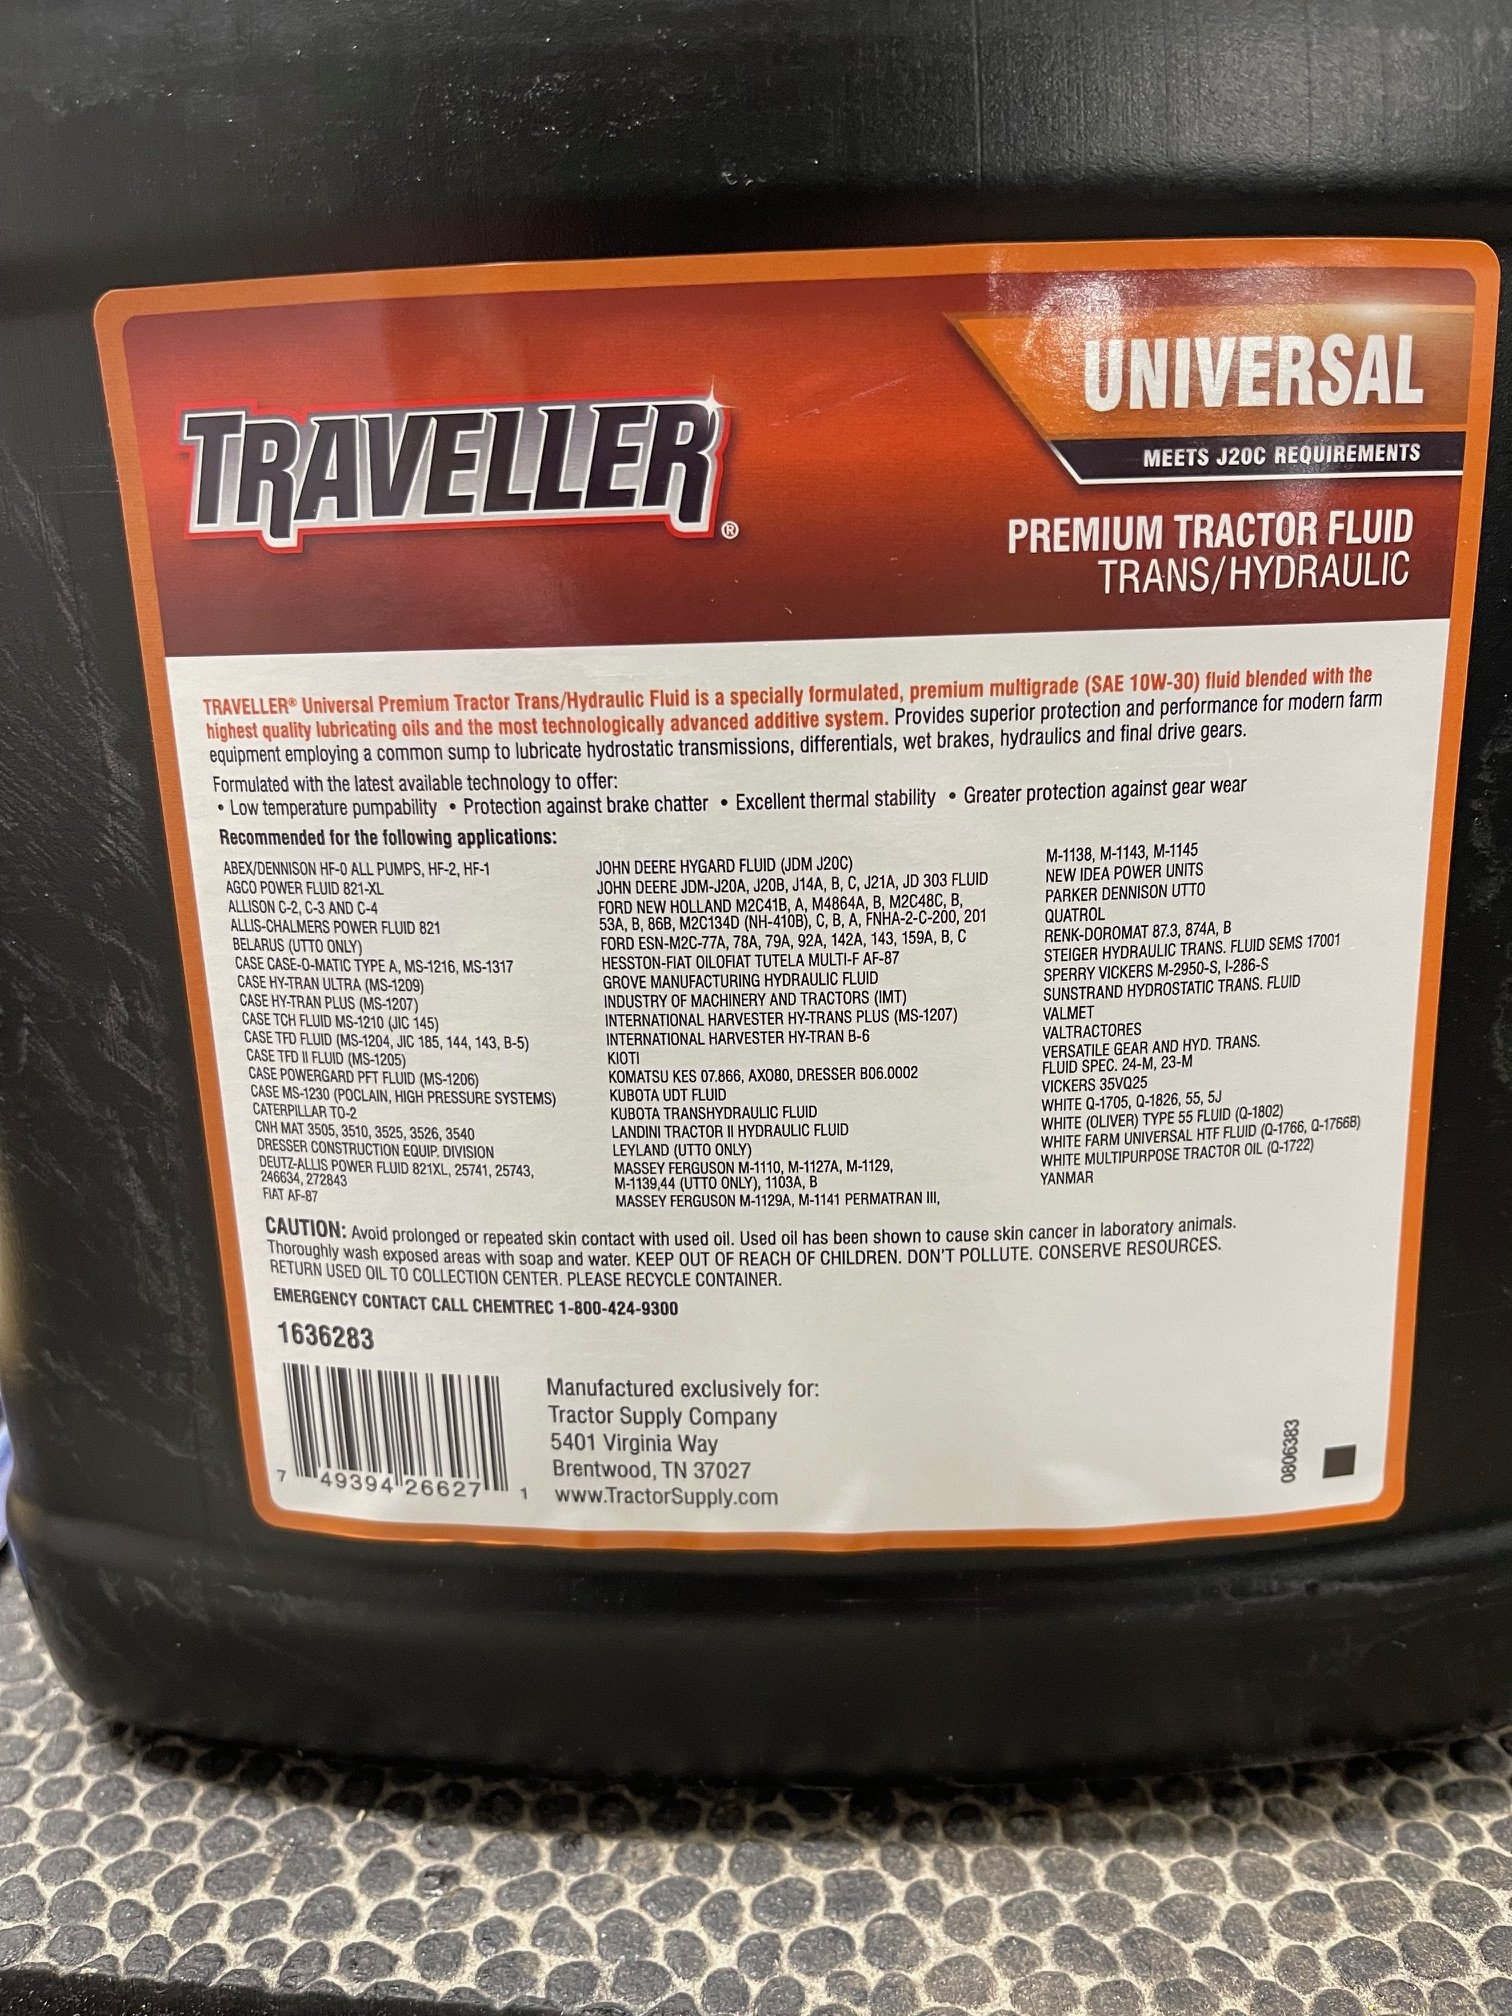 TRAVELLER®
UNIVERSAL
MEETS J20C REQUIREMENTS
PREMIUM TRACTOR FLUID
TRANS/HYDRAULIC
TRAVELLER® Universal Premium Tractor Trans/Hydraulic Fluid is a specially formulated, premium multigrade (SAE 10W-30) fluid blended with the
highest quality lubricating oils and the most technologically advanced additive system. Provides superior protection and performance for modern farm
equipment employing a common sump to lubricate hydrostatic transmissions, differentials, wet brakes, hydraulics and final drive gears.
Formulated with the latest available technology to offer:
• Low temperature pumpability • Protection against brake chatter • Excellent thermal stability • Greater protection against gear wear
Recommended for the following applications:
ABEX/DENNISON HF-0 ALL PUMPS, HF-2, HF-1
AGCO POWER FLUID 821-XL
ALLISON C-2, C-3 AND C-4
ALLIS-CHALMERS POWER FLUID 821
BELARUS (UTTO ONLY)
CASE CASE-O-MATIC TYPE A, MS-1216, MS-1317
CASE HY-TRAN ULTRA (MS-1209)
CASE HY-TRAN PLUS (MS-1207)
CASE TCH FLUID MS-1210 (JIC 145)
CASE TFD FLUID (MS-1204, JIC 185, 144, 143, B-5)
CASE TFD II FLUID (MS-1205)
CASE POWERGARD PFT FLUID (MS-1206)
CASE MS-1230 (POCLAIN, HIGH PRESSURE SYSTEMS)
CATERPILLAR TO-2
CNH MAT 3505, 3510, 3525, 3526, 3540
DRESSER CONSTRUCTION EQUIP. DIVISION
DEUTZ-ALLIS POWER FLUID 821XL, 25741, 25743,
246634, 272843
FIAT AF-87
JOHN DEERE HYGARD FLUID (JDM J20C)
JOHN DEERE JDM-J20A, J20B, J14A, B, C, J21A, JD 303 FLUID
FORD NEW HOLLAND M2C41B, A, M4864A, B, M2C48C, B,
53A, B, 86B, M2C134D (NH-410B), C, B, A, FNHA-2-C-200, 201
FORD ESN-M2C-77A, 78A, 79A, 92A, 142A, 143, 159A, B, C
HESSTON-FIAT OILOFIAT TUTELA MULTI-F AF-87
GROVE MANUFACTURING HYDRAULIC FLUID
INDUSTRY OF MACHINERY AND TRACTORS (IMT)
INTERNATIONAL HARVESTER HY-TRANS PLUS (MS-1207)
INTERNATIONAL HARVESTER HY-TRAN B-6
KIOTI
KOMATSU KES 07.866, AXO80, DRESSER B06.0002
KUBOTA UDT FLUID
KUBOTA TRANSHYDRAULIC FLUID
LANDINI TRACTOR II HYDRAULIC FLUID
LEYLAND (UTTO ONLY)
MASSEY FERGUSON M-1110, M-1127A, M-1129,
M-1139,44 (UTTO ONLY), 1103A, B
MASSEY FERGUSON M-1129A, M-1141 PERMATRAN III,
M-1138, M-1143, M-1145
NEW IDEA POWER UNITS
PARKER DENNISON UTTO
QUATROL
RENK-DOROMAT 87.3, 874A, B
STEIGER HYDRAULIC TRANS. FLUID SEMS 17001
SPERRY VICKERS M-2950-S, I-286-S
SUNSTRAND HYDROSTATIC TRANS. FLUID
VALMET
VALTRACTORES
VERSATILE GEAR AND HYD. TRANS.
FLUID SPEC. 24-M, 23-M
VICKERS 35VQ25
WHITE Q-1705, Q-1826, 55, 5J
WHITE (OLIVER) TYPE 55 FLUID (Q-1802)
WHITE FARM UNIVERSAL HTF FLUID (Q-1766, Q-1766B)
WHITE MULTIPURPOSE TRACTOR OIL (Q-1722)
YANMAR
CAUTION: Avoid prolonged or repeated skin contact with used oil. Used oil has been shown to cause skin cancer in laboratory animals.
Thoroughly wash exposed areas with soap and water. KEEP OUT OF REACH OF CHILDREN. DON'T POLLUTE. CONSERVE RESOURCES.
RETURN USED OIL TO COLLECTION CENTER. PLEASE RECYCLE CONTAINER.
EMERGENCY CONTACT CALL CHEMTREC 1-800-424-9300
1636283
7 49394 26627 1
Manufactured exclusively for:
Tractor Supply Company
5401 Virginia Way
Brentwood, TN 37027
www.TractorSupply.com
0806383